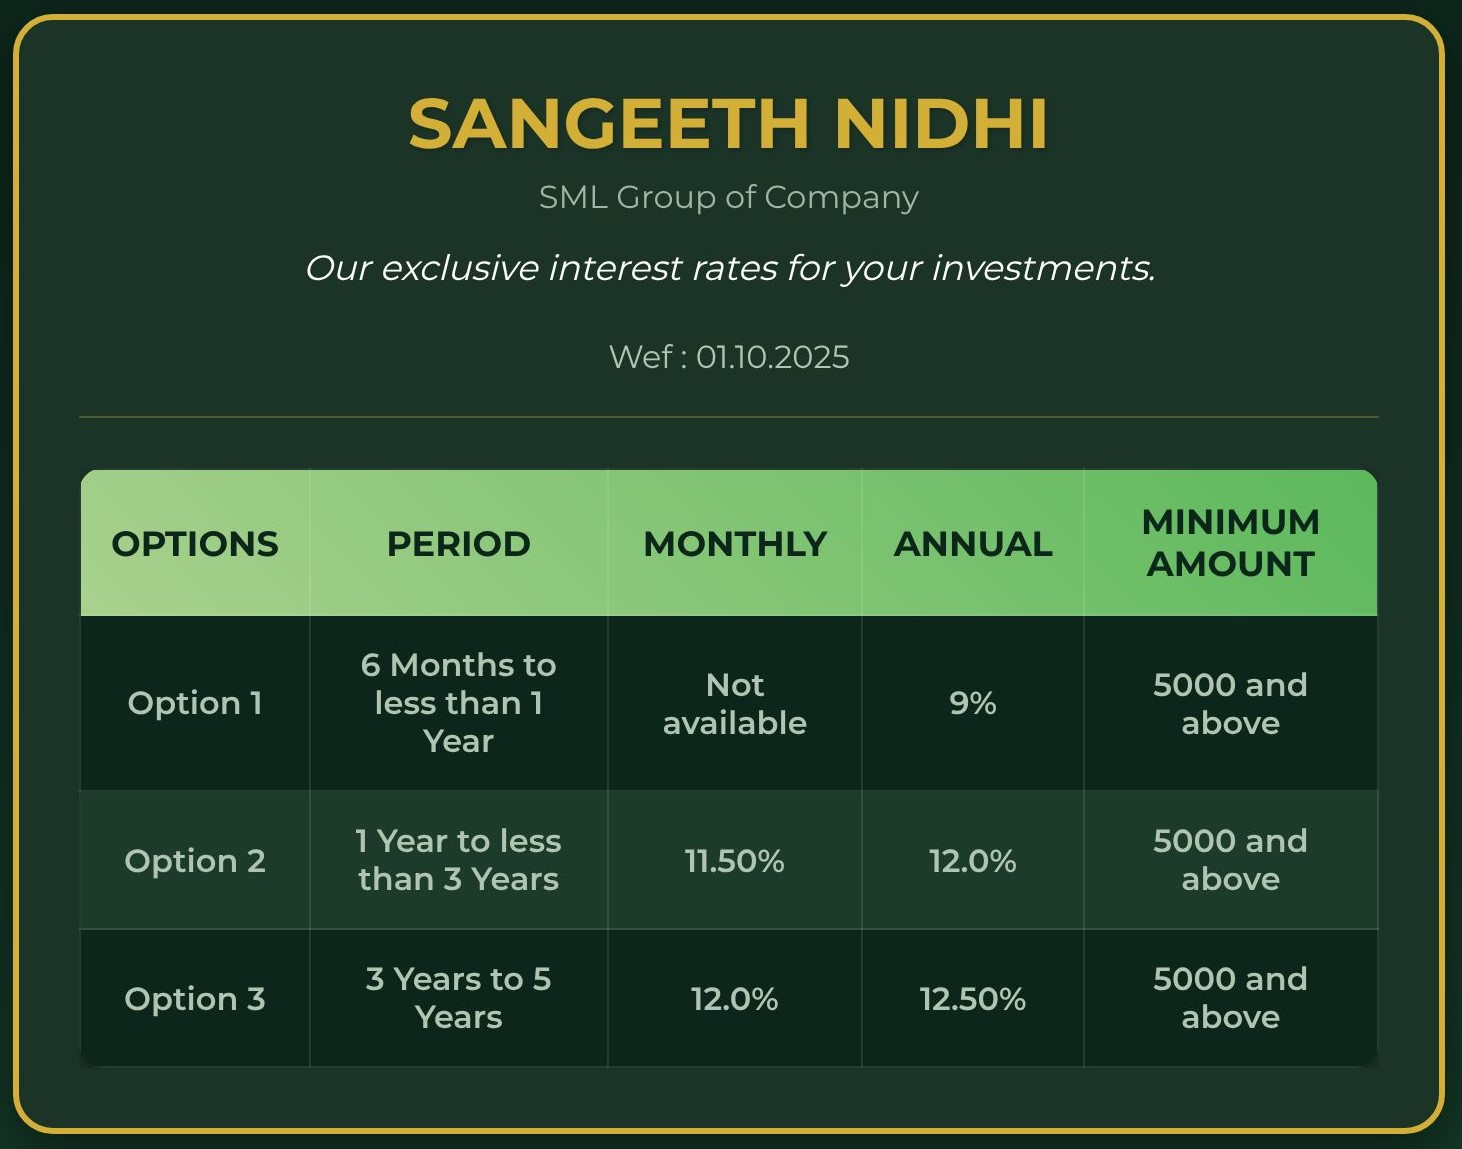 SANGEETH NIDHI
SML Group of Company
Our exclusive interest rates for your investments.
Wef : 01.10.2025
OPTIONS PERIOD MONTHLY ANNUAL MINIMUM AMOUNT
Option 1 6 Months to less than 1 Year Not available 9% 5000 and above
Option 2 1 Year to less than 3 Years 11.50% 12.0% 5000 and above
Option 3 3 Years to 5 Years 12.0% 12.50% 5000 and above